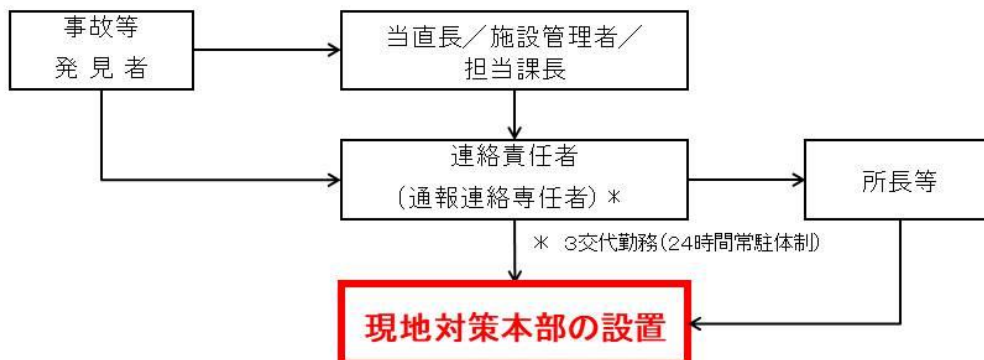 事故等
発見者
当直長／施設管理者／
担当課長
連絡責任者
(通報連絡専任者)＊
所長等
＊ 3交代勤務(24時間常駐体制)
現地対策本部の設置